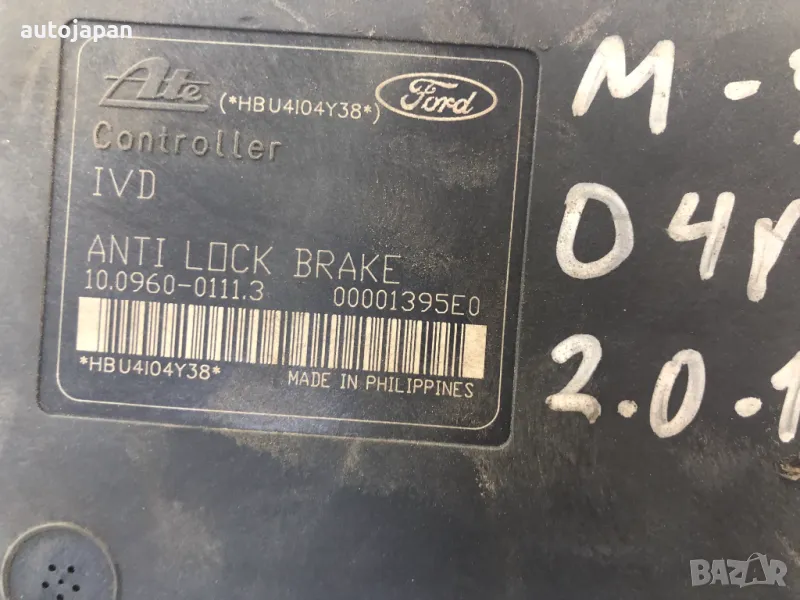 autojapan
Ate
(*HBU4104Y38*)
Ford
Controller
IVD
ANTI LOCK BRAKE
10.0960-0111.3 00001395E0
*HBU4104Y38*
MADE IN PHILIPPINES
M -
04
2.0.
BAZAR